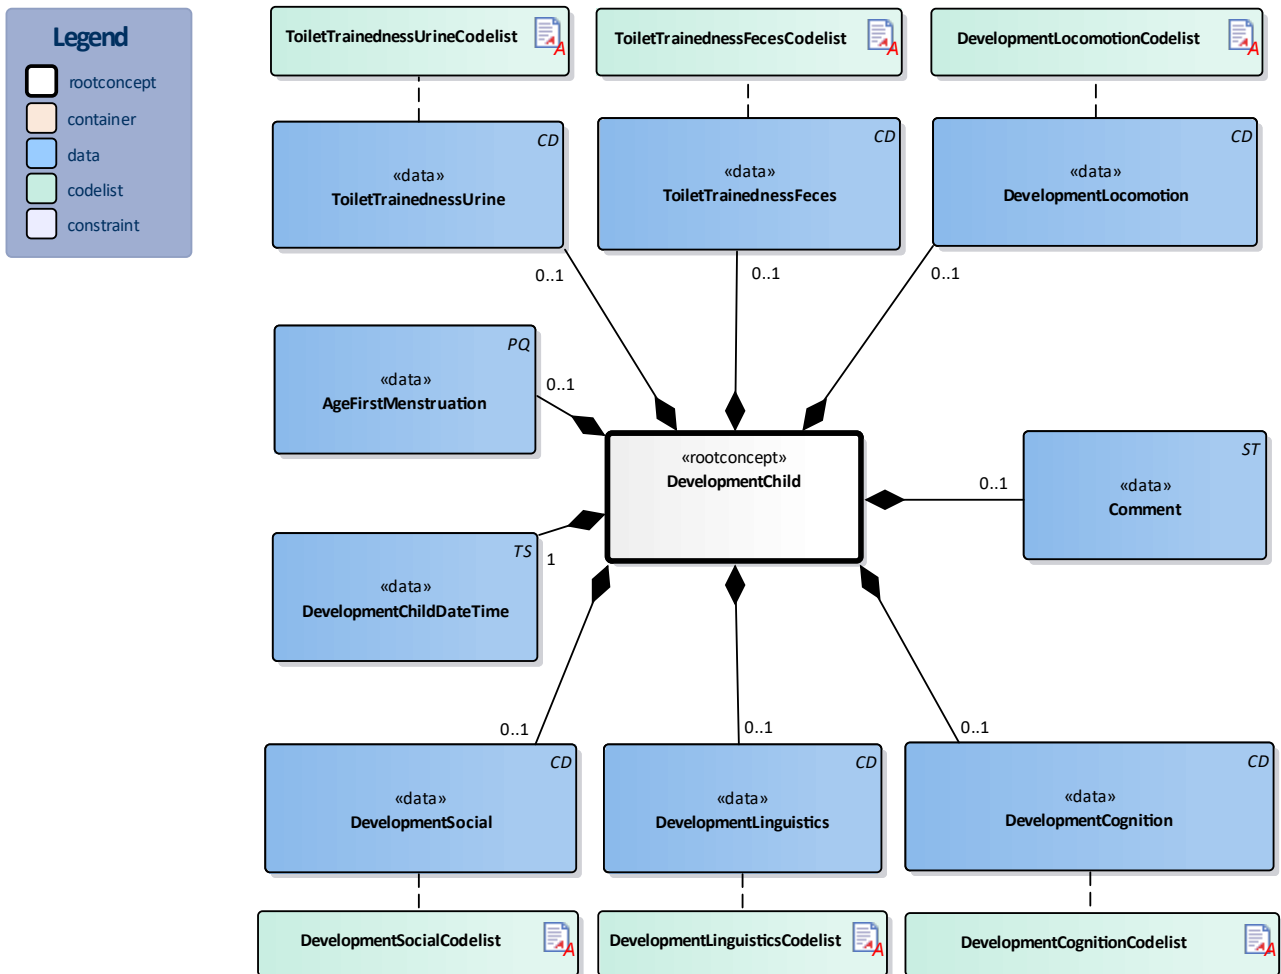 Legend
rootconcept
container
data
codelist
constraint
ToiletTrainednessUrineCodelist
A
ToiletTrainednessFecesCodelist
A
DevelopmentLocomotionCodelist
A
CD
«data»
ToiletTrainednessUrine
CD
«data»
ToiletTrainednessFeces
CD
«data»
DevelopmentLocomotion
0..1
0..1
0..1
PQ
«data»
AgeFirstMenstruation
0..1
«rootconcept»
DevelopmentChild
ST
«data»
Comment
0..1
TS
«data»
DevelopmentChildDateTime
1
0..1
0..1
0..1
CD
«data»
DevelopmentSocial
CD
«data»
DevelopmentLinguistics
CD
«data»
DevelopmentCognition
DevelopmentSocialCodelist
A
DevelopmentLinguisticsCodelist
A
DevelopmentCognitionCodelist
A